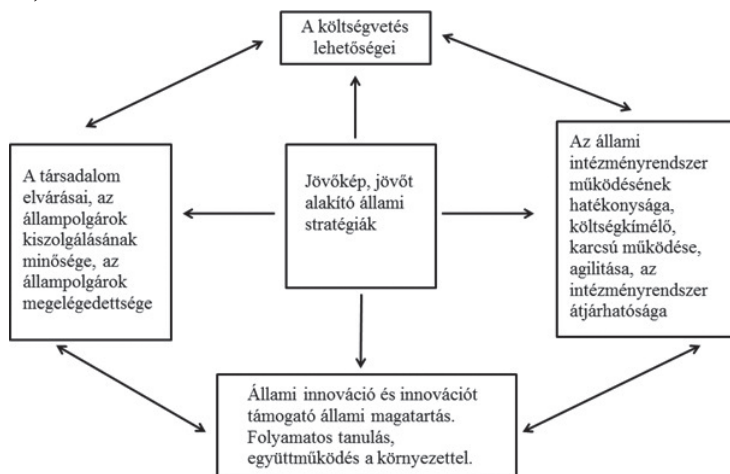 A költségvetés
lehetőségei
A társadalom
elvárásai, az
állampolgárok
kiszolgálásának
minősége, az
állampolgárok
megelégedettsége
Jövőkép, jövőt
alakító állami
stratégiák
Az állami
intézményrendszer
működésének
hatékonysága,
költségkímélő,
karcsú működése,
agilitása, az
intézményrendszer
átjárhatósága
Állami innováció és innovációt
támogató állami magatartás.
Folyamatos tanulás,
együttműködés a környezettel.